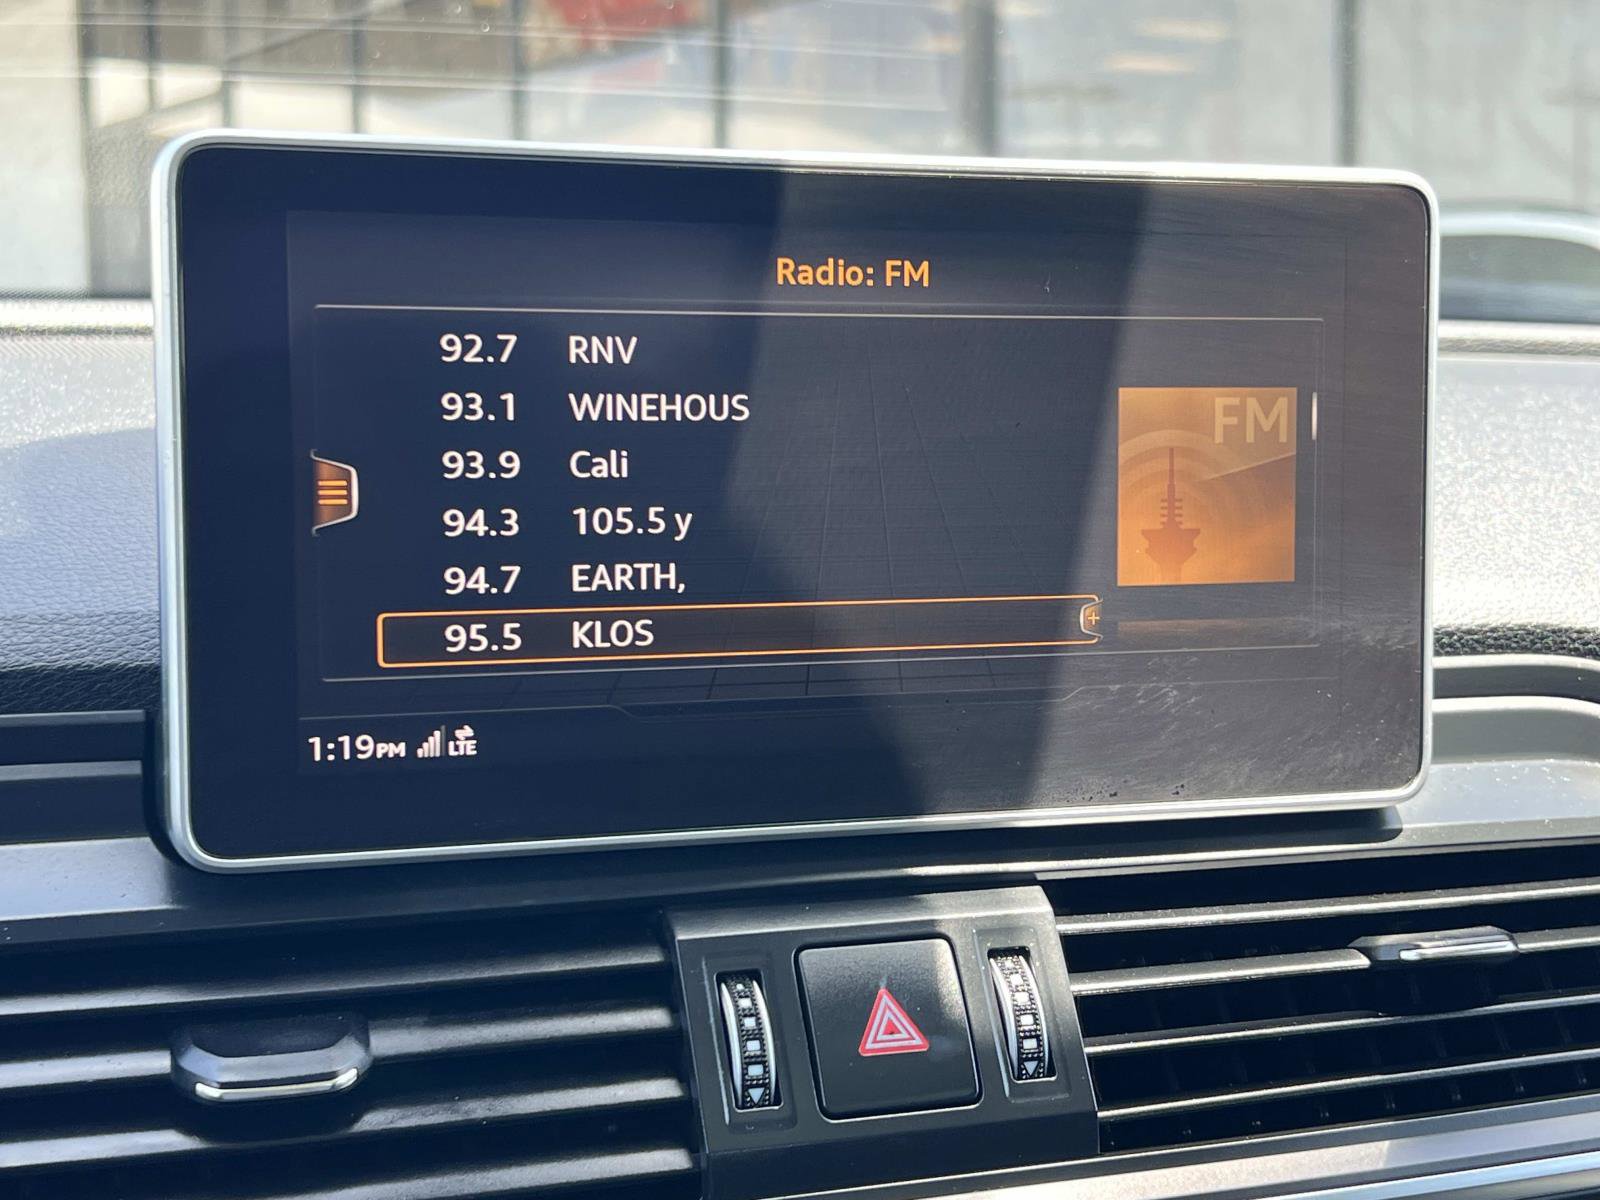 Radio: FM
92.7 RNV
93.1 WINEHOUS
93.9 Cali
94.3 105.5 y
94.7 EARTH,
95.5 KLOS
FM
1:19PM LTE